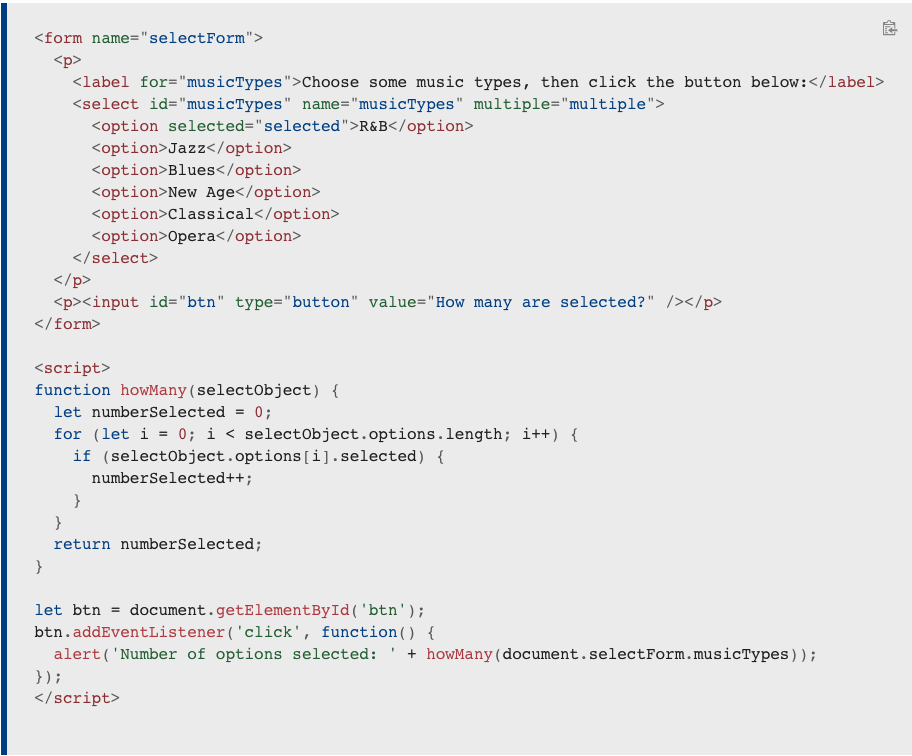 <form name="selectForm">
  <p>
    <label for="musicTypes">Choose some music types, then click the button below:</label>
    <select id="musicTypes" name="musicTypes" multiple="multiple">
      <option selected="selected">R&B</option>
      <option>Jazz</option>
      <option>Blues</option>
      <option>New Age</option>
      <option>Classical</option>
      <option>Opera</option>
    </select>
  </p>
  <p><input id="btn" type="button" value="How many are selected?" /></p>
</form>

<script>
function howMany(selectObject) {
  let numberSelected = 0;
  for (let i = 0; i < selectObject.options.length; i++) {
    if (selectObject.options[i].selected) {
      numberSelected++;
    }
  }
  return numberSelected;
}

let btn = document.getElementById('btn');
btn.addEventListener('click', function() {
  alert('Number of options selected: ' + howMany(document.selectForm.musicTypes));
});
</script>